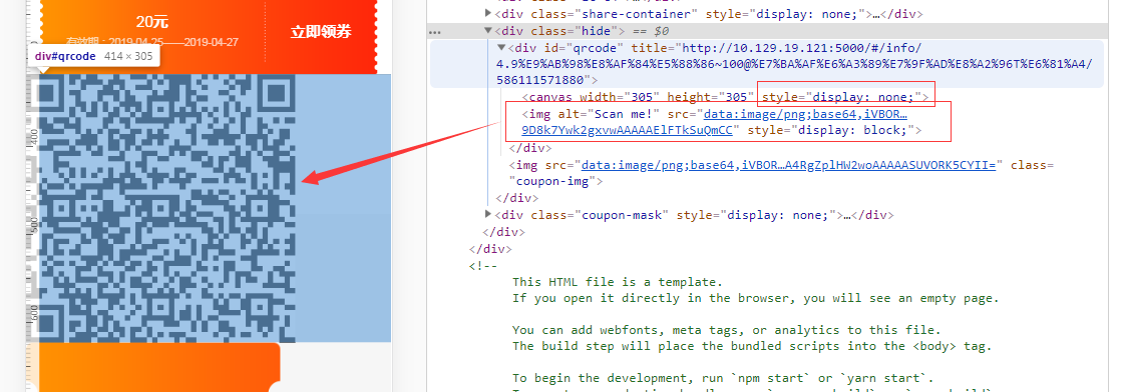 20元
有效期：2019-04-25——2019-04-27
立即领券
div#qrcode 414 × 305
400
500
600
<div class="share-container" style="display: none;">…</div>
<div class="hide"> == $0
<div id="qrcode" title="http://10.129.19.121:5000/#/info/
4.9%E9%AB%98%E8%AF%84%E5%88%86~100@%E7%BA%AF%E6%A3%89%E7%9F%AD%E8%A2%96T%E6%81%A4/
586111571880">
<canvas width="305" height="305" style="display: none;">
<img alt="Scan me!" src="data:image/png;base64,iVBOR…
9D8k7Ywk2gxvwAAAAAElFTkSuQmCC" style="display: block;">
</div>
<img src="data:image/png;base64,iVBOR…A4RgZplHW2woAAAAASUVORK5CYII=" class=
"coupon-img">
</div>
<div class="coupon-mask" style="display: none;">…</div>
</div>
</div>
<!--
This HTML file is a template.
If you open it directly in the browser, you will see an empty page.
You can add webfonts, meta tags, or analytics to this file.
The build step will place the bundled scripts into the <body> tag.
To begin the development, run `npm start` or `yarn start`.